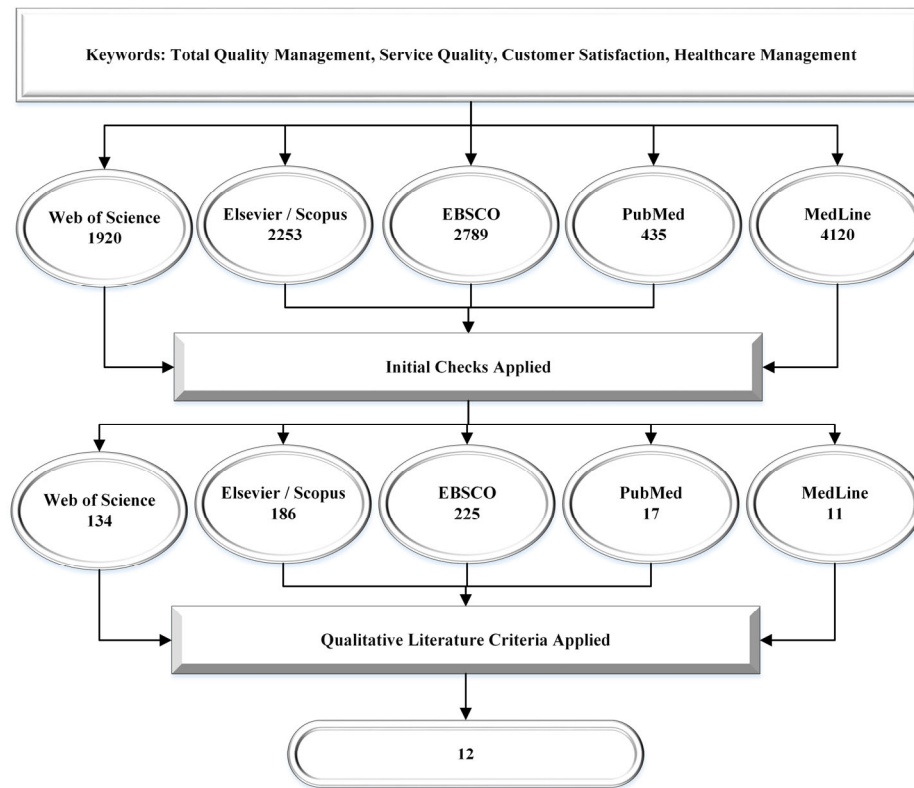 Keywords: Total Quality Management, Service Quality, Customer Satisfaction, Healthcare Management
Web of Science
1920
Elsevier / Scopus
2253
EBSCO
2789
PubMed
435
MedLine
4120
Initial Checks Applied
Web of Science
134
Elsevier / Scopus
186
EBSCO
225
PubMed
17
MedLine
11
Qualitative Literature Criteria Applied
12